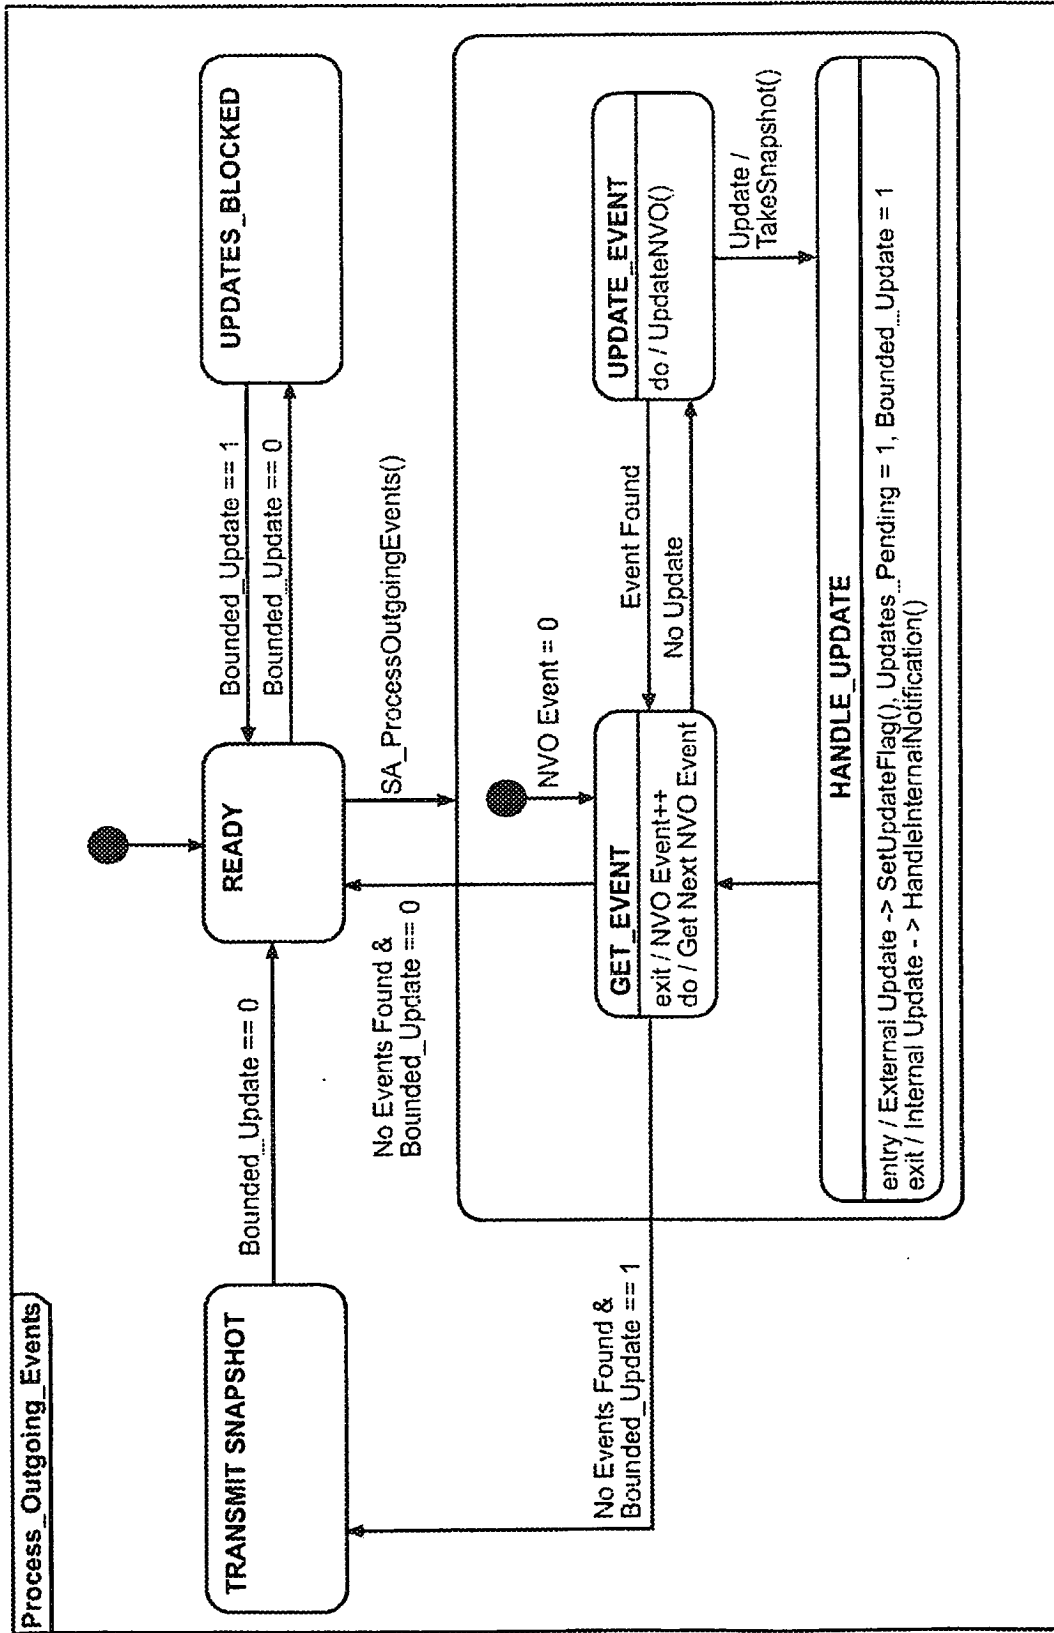 Process_Outgoing_Events
TRANSMIT SNAPSHOT
Bounded_Update == 0
READY
Bounded_Update == 1
Bounded_Update == 0
UPDATES_BLOCKED
No Events Found &
Bounded_Update == 0
SA_ProcessOutgoingEvents()
No Events Found &
Bounded_Update == 1
NVO Event = 0
GET_EVENT
exit / NVO Event++
do / Get Next NVO Event
Event Found
No Update
UPDATE_EVENT
do / UpdateNVO()
Update /
TakeSnapshot()
HANDLE_UPDATE
entry / External Update -> SetUpdateFlag(), Updates_Pending = 1, Bounded_Update = 1
exit / Internal Update - > HandleInternalNotification()